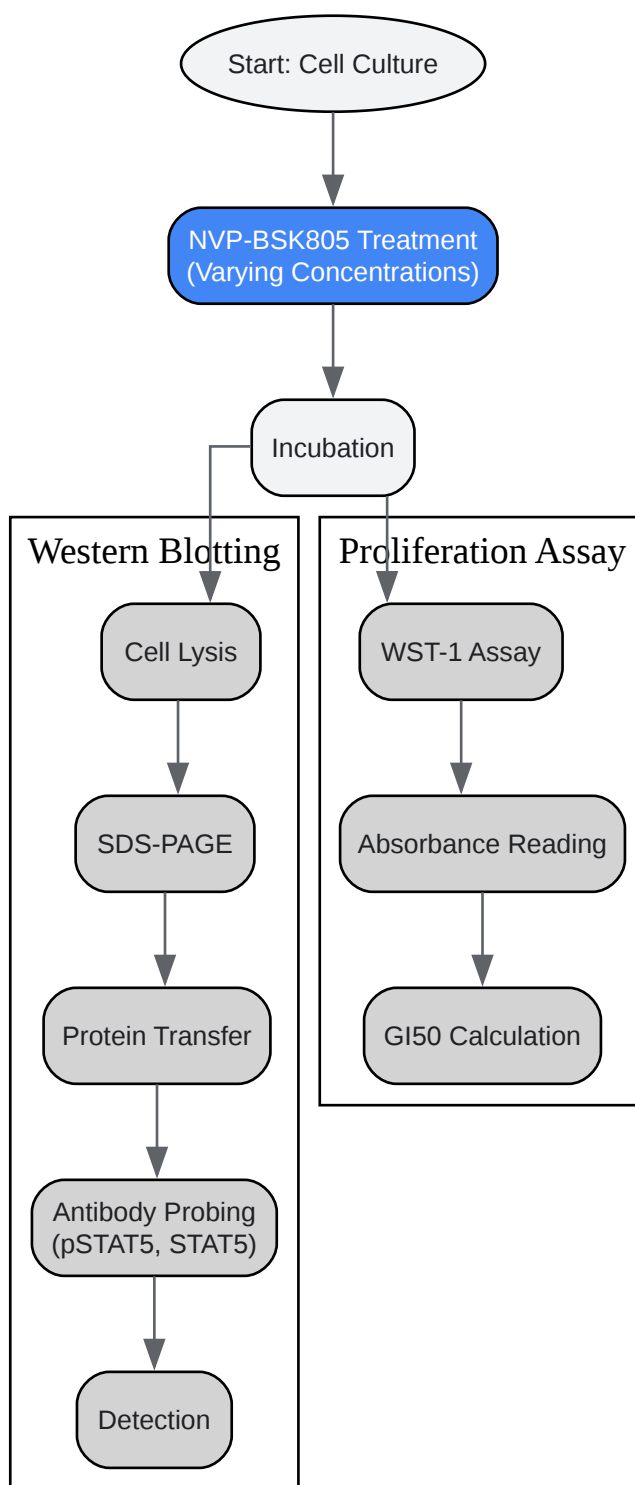 Start: Cell Culture
NVP-BSK805 Treatment
(Varying Concentrations)
Incubation
Western Blotting
Cell Lysis
SDS-PAGE
Protein Transfer
Antibody Probing
(pSTAT5, STAT5)
Detection
Proliferation Assay
WST-1 Assay
Absorbance Reading
GI50 Calculation